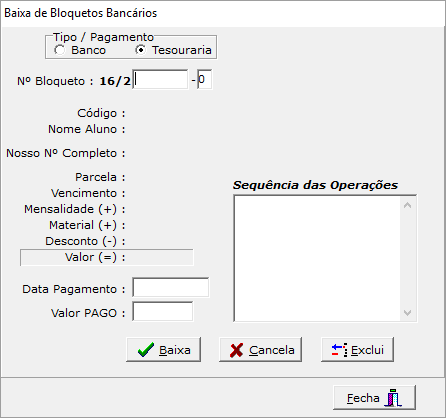 Baixa de Bloquetos Bancários
Tipo / Pagamento
Banco Tesouraria
Nº Bloqueto : 16/2 - 0
Código :
Nome Aluno :
Nosso Nº Completo :
Parcela :
Vencimento :
Mensalidade (+) :
Material (+) :
Desconto (-) :
Valor (=) :
Sequência das Operações
Data Pagamento :
Valor PAGO :
Baixa Cancela Exclui
Fecha